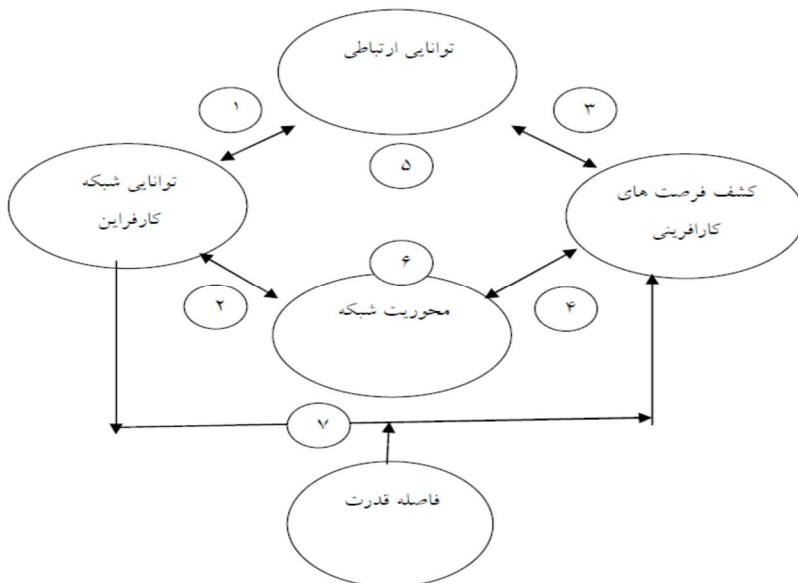 توانایی ارتباطی
۱
۳
۵
توانایی شبکه
کارفراین
کشف فرصت های
کارافرینی
۶
محوریت شبکه
۲
۴
۷
فاصله قدرت